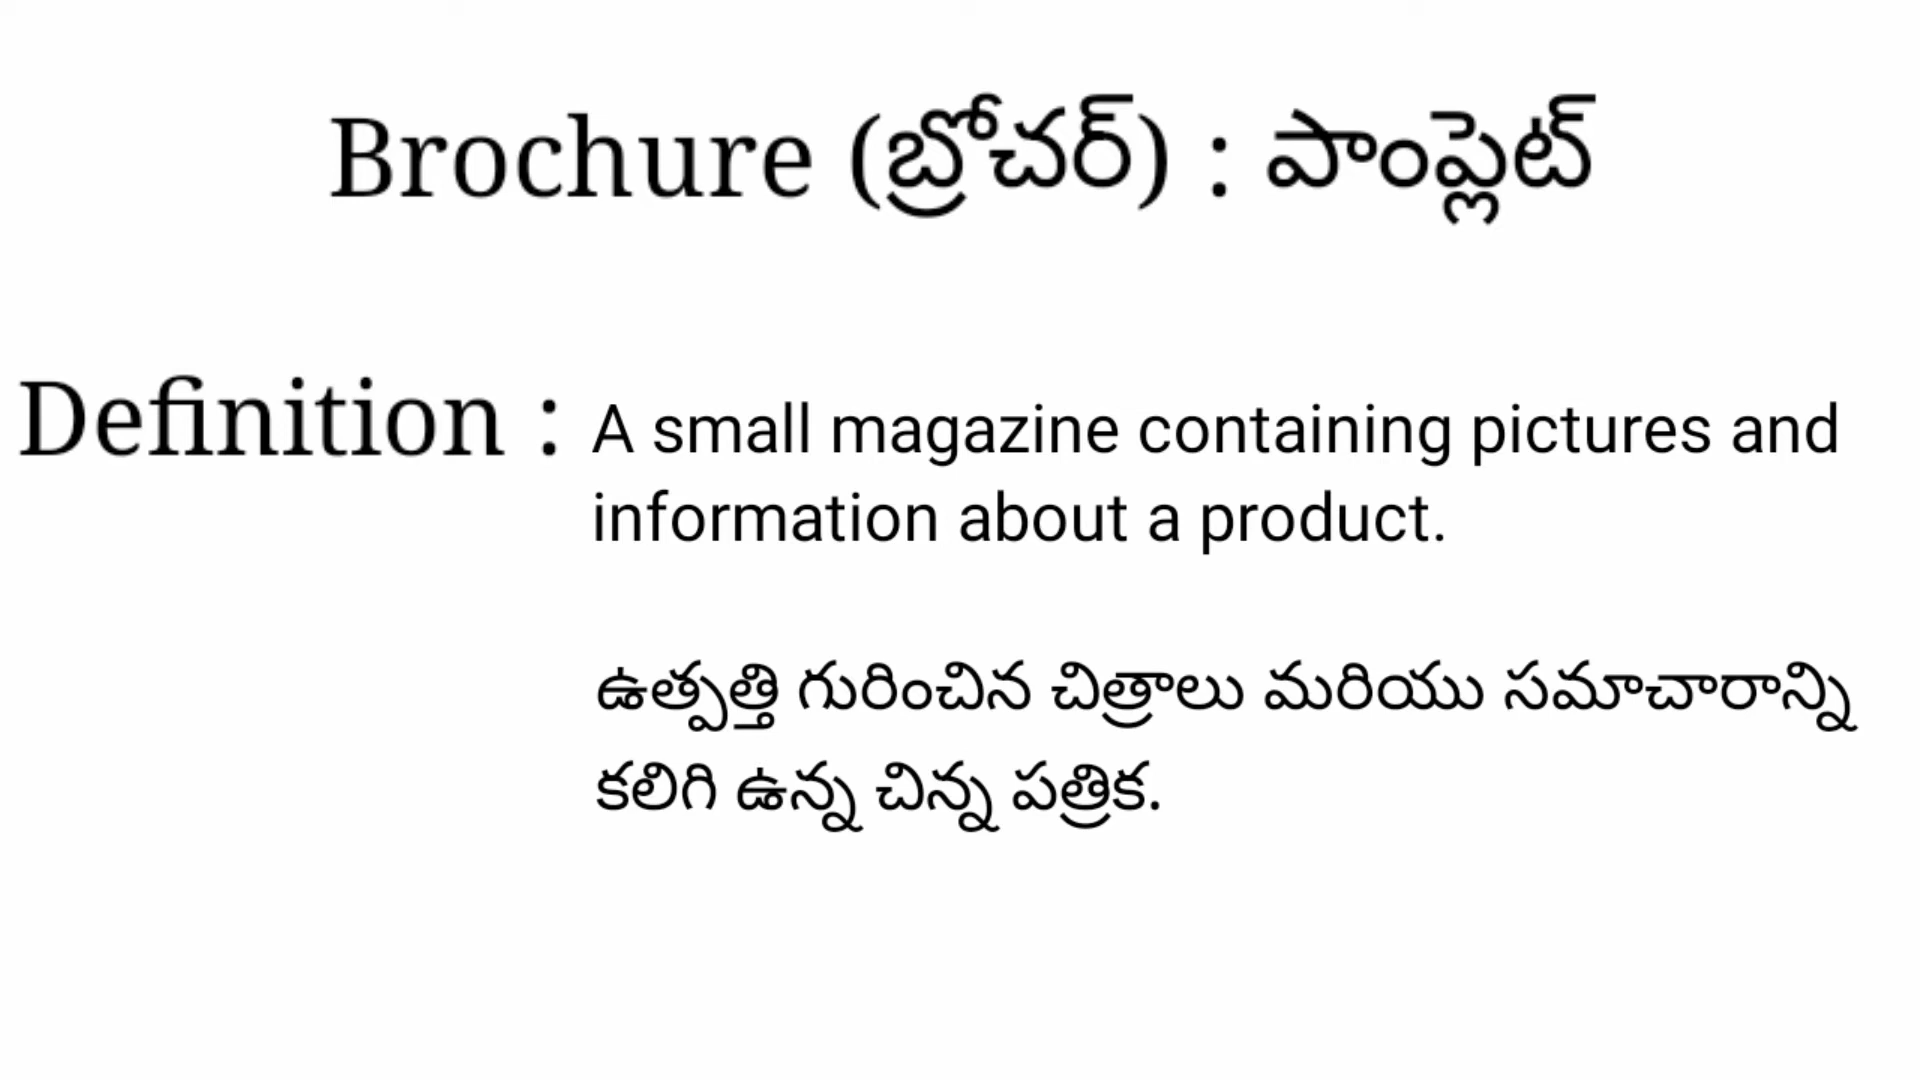 Brochure (బ్రోచర్) : పాంప్లెట్
Definition : A small magazine containing pictures and
information about a product.
ఉత్పత్తి గురించిన చిత్రాలు మరియు సమాచారాన్ని
కలిగి ఉన్న చిన్న పత్రిక.